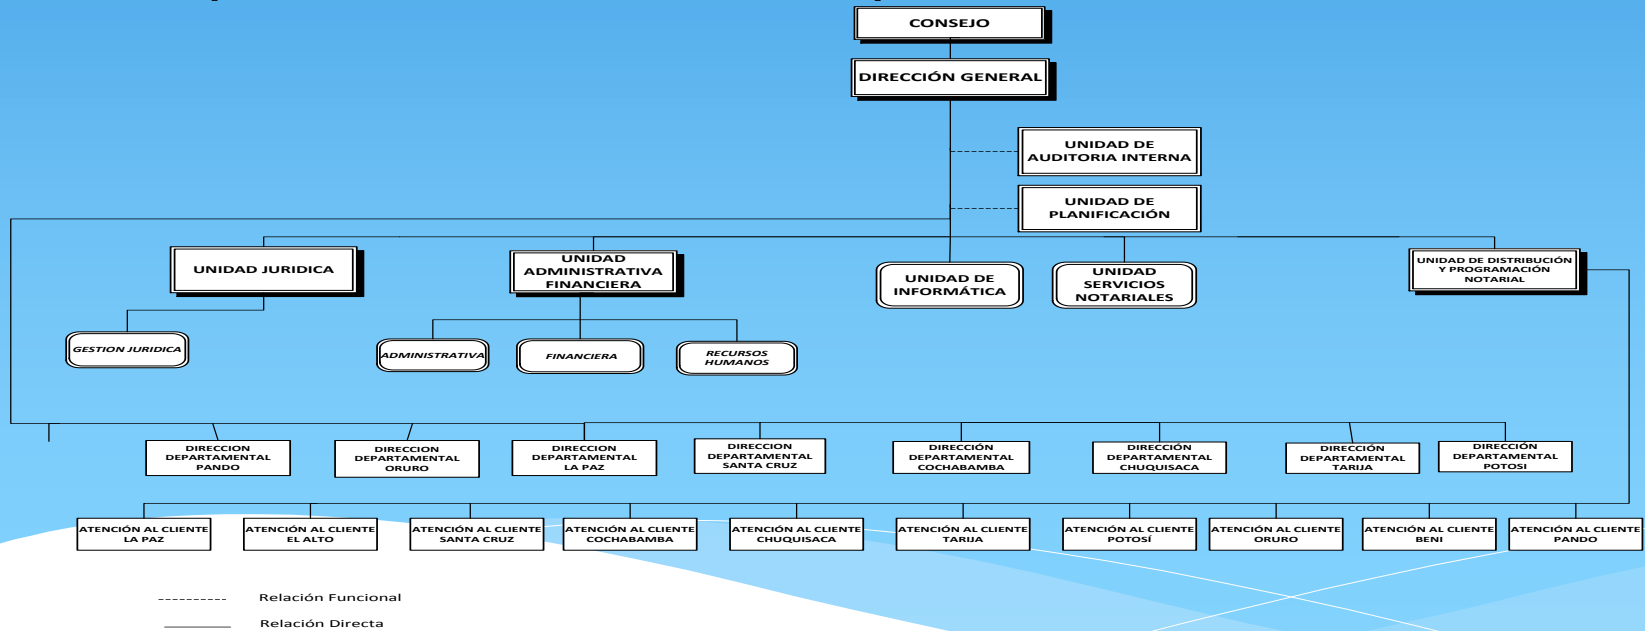 CONSEJO
DIRECCIÓN GENERAL
UNIDAD DE
AUDITORIA INTERNA
UNIDAD DE
PLANIFICACIÓN
UNIDAD JURIDICA
UNIDAD
ADMINISTRATIVA
FINANCIERA
UNIDAD DE
INFORMÁTICA
UNIDAD
SERVICIOS
NOTARIALES
UNIDAD DE DISTRIBUCIÓN
Y PROGRAMACIÓN
NOTARIAL
GESTION JURIDICA
ADMINISTRATIVA
FINANCIERA
RECURSOS
HUMANOS
DIRECCION
DEPARTAMENTAL
PANDO
DIRECCION
DEPARTAMENTAL
ORURO
DIRECCION
DEPARTAMENTAL
LA PAZ
DIRECCION
DEPARTAMENTAL
SANTA CRUZ
DIRECCIÓN
DEPARTAMENTAL
COCHABAMBA
DIRECCIÓN
DEPARTAMENTAL
CHUQUISACA
DIRECCIÓN
DEPARTAMENTAL
TARIJA
DIRECCIÓN
DEPARTAMENTAL
POTOSI
ATENCIÓN AL CLIENTE
LA PAZ
ATENCIÓN AL CLIENTE
EL ALTO
ATENCIÓN AL CLIENTE
SANTA CRUZ
ATENCIÓN AL CLIENTE
COCHABAMBA
ATENCIÓN AL CLIENTE
CHUQUISACA
ATENCIÓN AL CLIENTE
TARIJA
ATENCIÓN AL CLIENTE
POTOSÍ
ATENCIÓN AL CLIENTE
ORURO
ATENCIÓN AL CLIENTE
BENI
ATENCIÓN AL CLIENTE
PANDO
Relación Funcional
Relación Directa